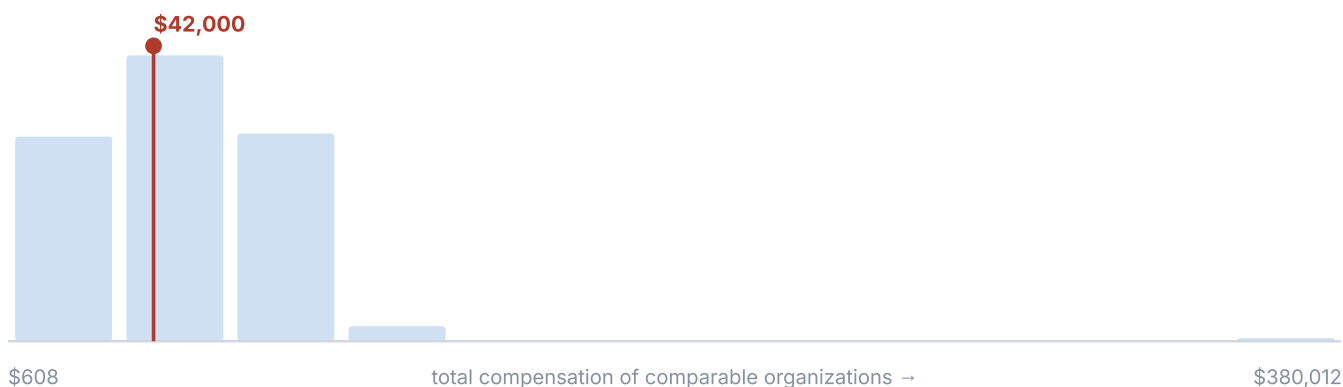 $42,000
$608 total compensation of comparable organizations → $380,012